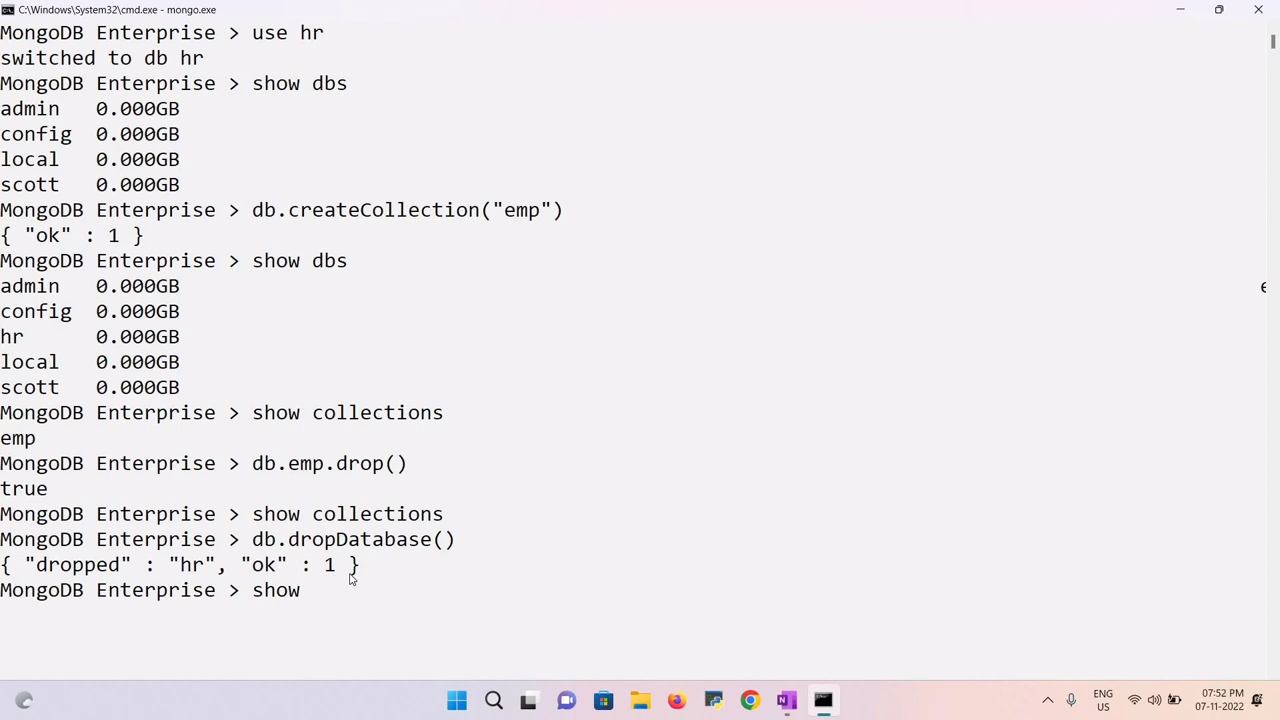 C:\Windows\System32\cmd.exe - mongo.exe
MongoDB Enterprise > use hr
switched to db hr
MongoDB Enterprise > show dbs
admin   0.000GB
config  0.000GB
local   0.000GB
scott   0.000GB
MongoDB Enterprise > db.createCollection("emp")
{ "ok" : 1 }
MongoDB Enterprise > show dbs
admin   0.000GB
config  0.000GB
hr      0.000GB
local   0.000GB
scott   0.000GB
MongoDB Enterprise > show collections
emp
MongoDB Enterprise > db.emp.drop()
true
MongoDB Enterprise > show collections
MongoDB Enterprise > db.dropDatabase()
{ "dropped" : "hr", "ok" : 1 }
MongoDB Enterprise > show
ENG
US
07:52 PM
07-11-2022